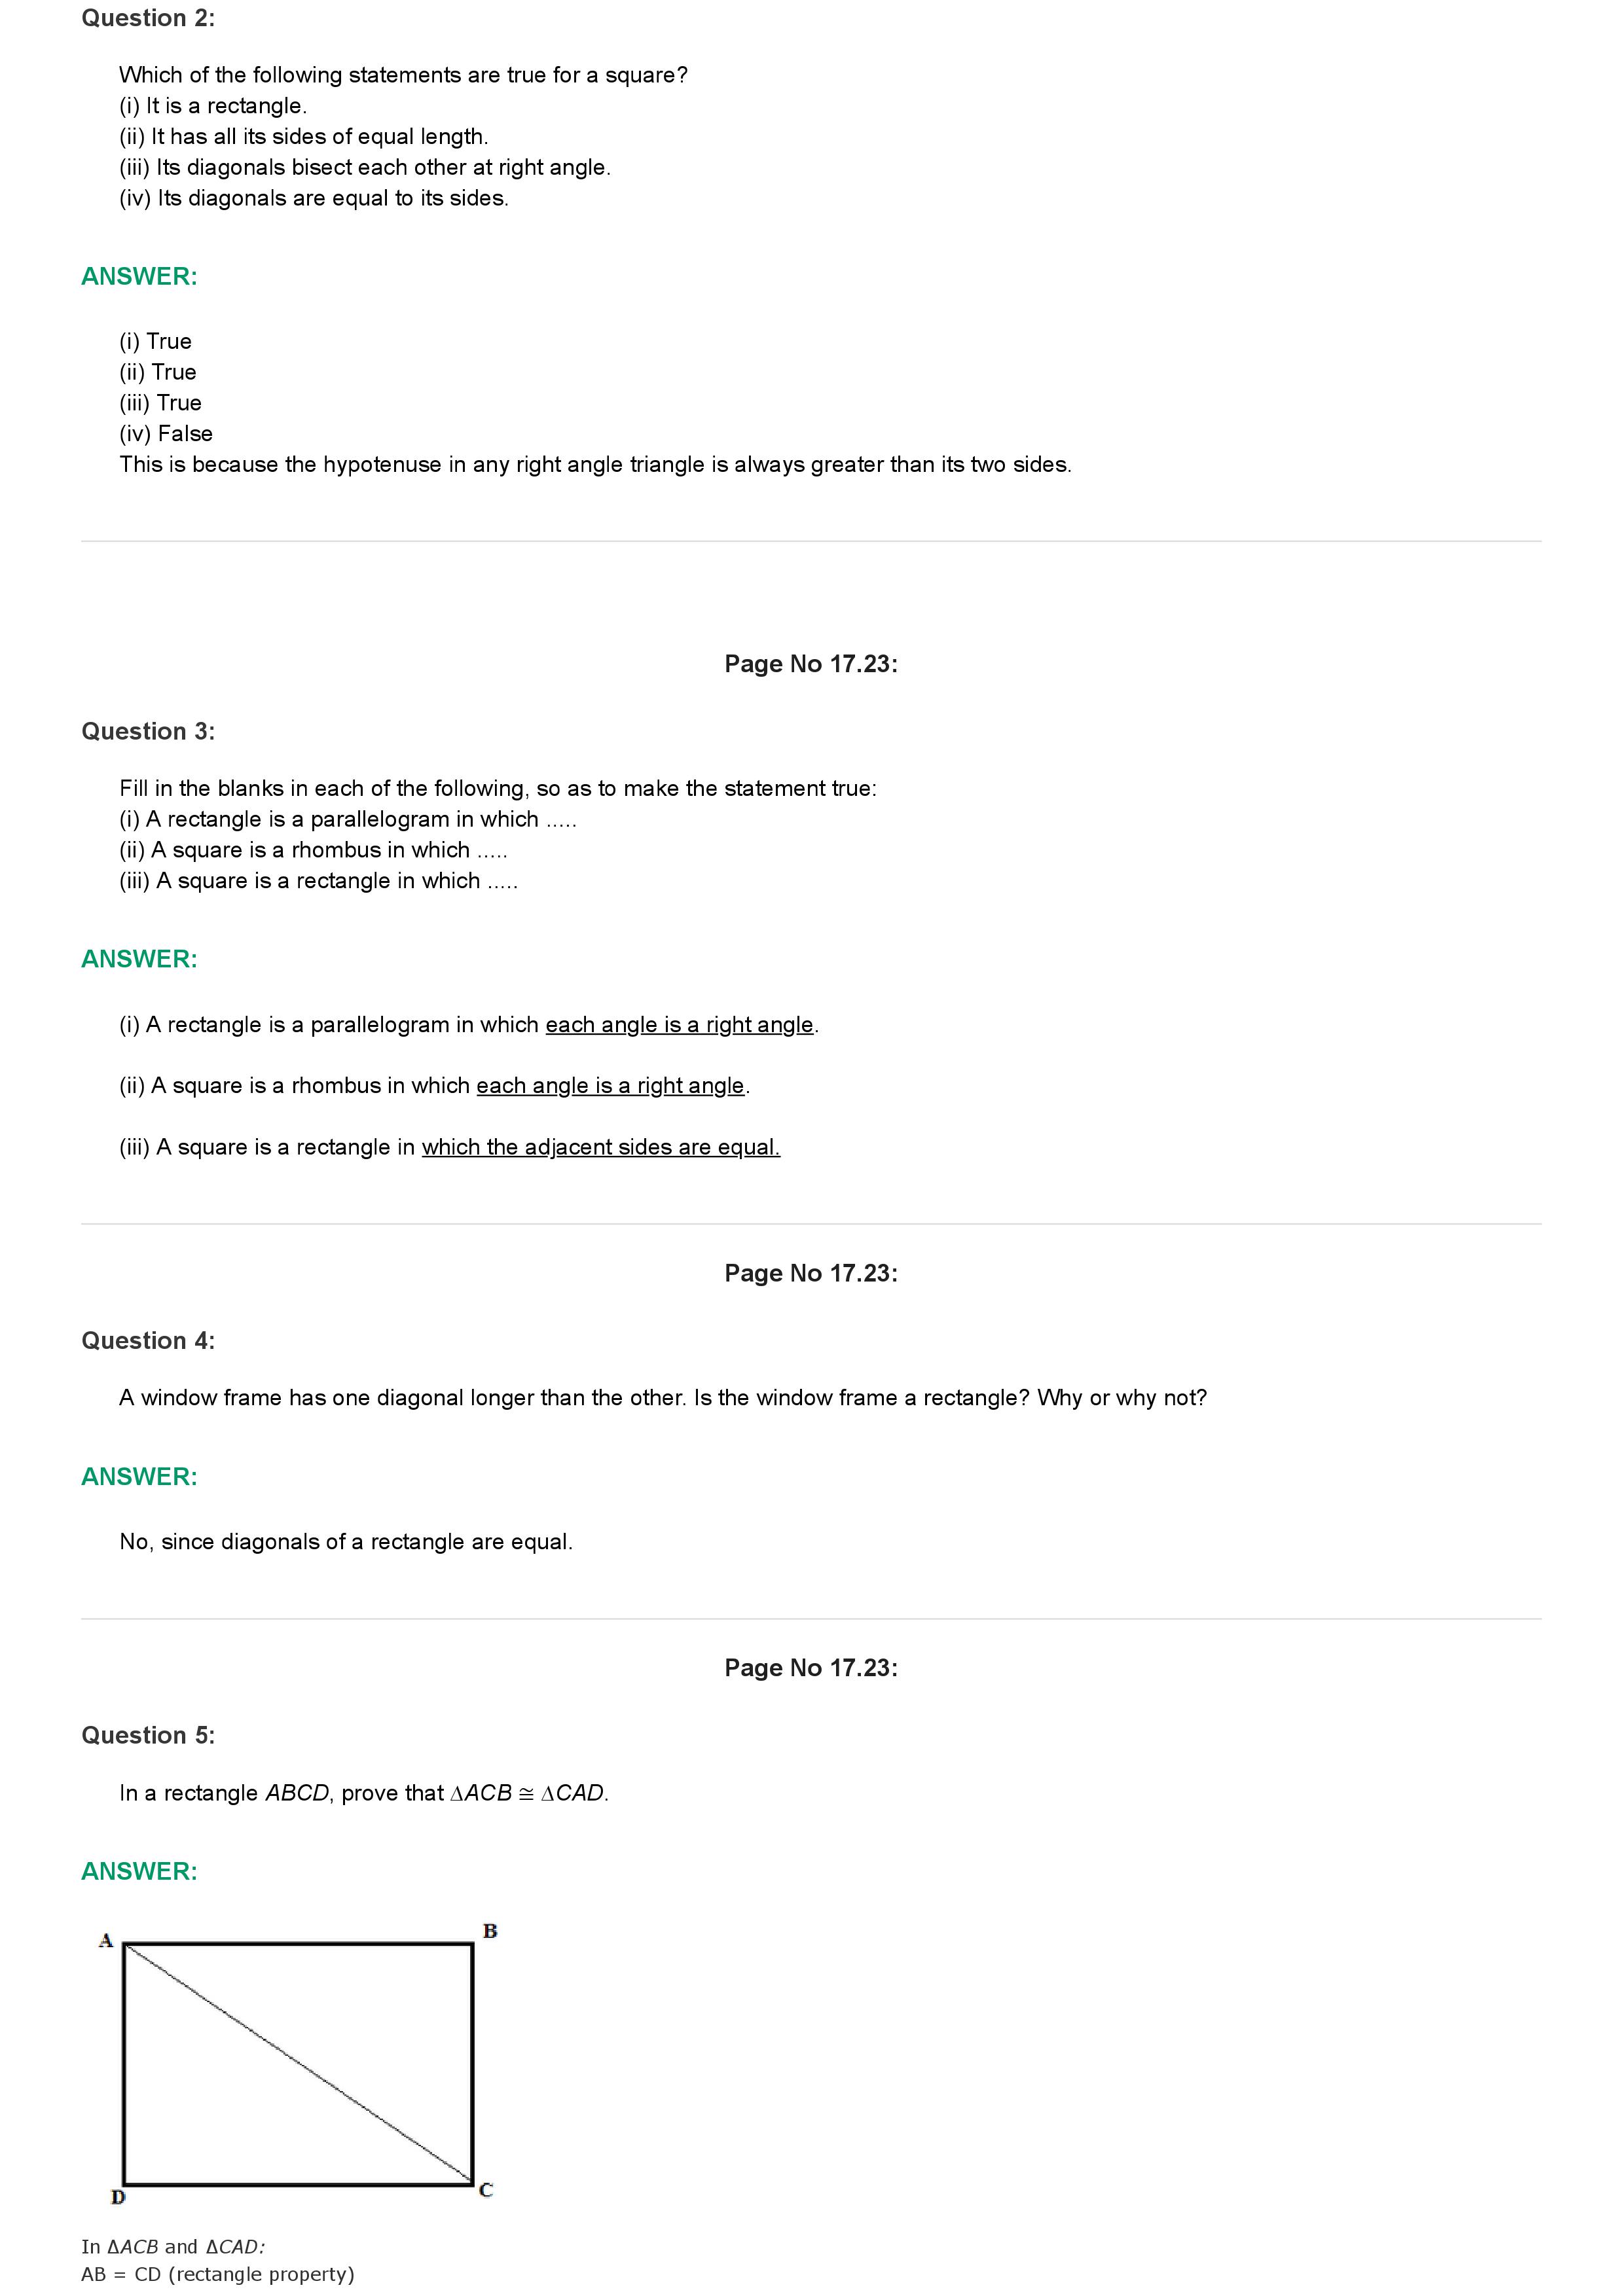 Question 2:
Which of the following statements are true for a square?
(i) It is a rectangle.
(ii) It has all its sides of equal length.
(iii) Its diagonals bisect each other at right angle.
(iv) Its diagonals are equal to its sides.
ANSWER:
(i) True
(ii) True
(iii) True
(iv) False
This is because the hypotenuse in any right angle triangle is always greater than its two sides.
Page No 17.23:
Question 3:
Fill in the blanks in each of the following, so as to make the statement true:
(i) A rectangle is a parallelogram in which .....
(ii) A square is a rhombus in which .....
(iii) A square is a rectangle in which .....
ANSWER:
(i) A rectangle is a parallelogram in which each angle is a right angle.
(ii) A square is a rhombus in which each angle is a right angle.
(iii) A square is a rectangle in which the adjacent sides are equal.
Page No 17.23:
Question 4:
A window frame has one diagonal longer than the other. Is the window frame a rectangle? Why or why not?
ANSWER:
No, since diagonals of a rectangle are equal.
Page No 17.23:
Question 5:
In a rectangle ABCD, prove that ∆ACB ≅ ∆CAD.
ANSWER:
A
B
D
C
In ∆ACB and ∆CAD:
AB = CD (rectangle property)